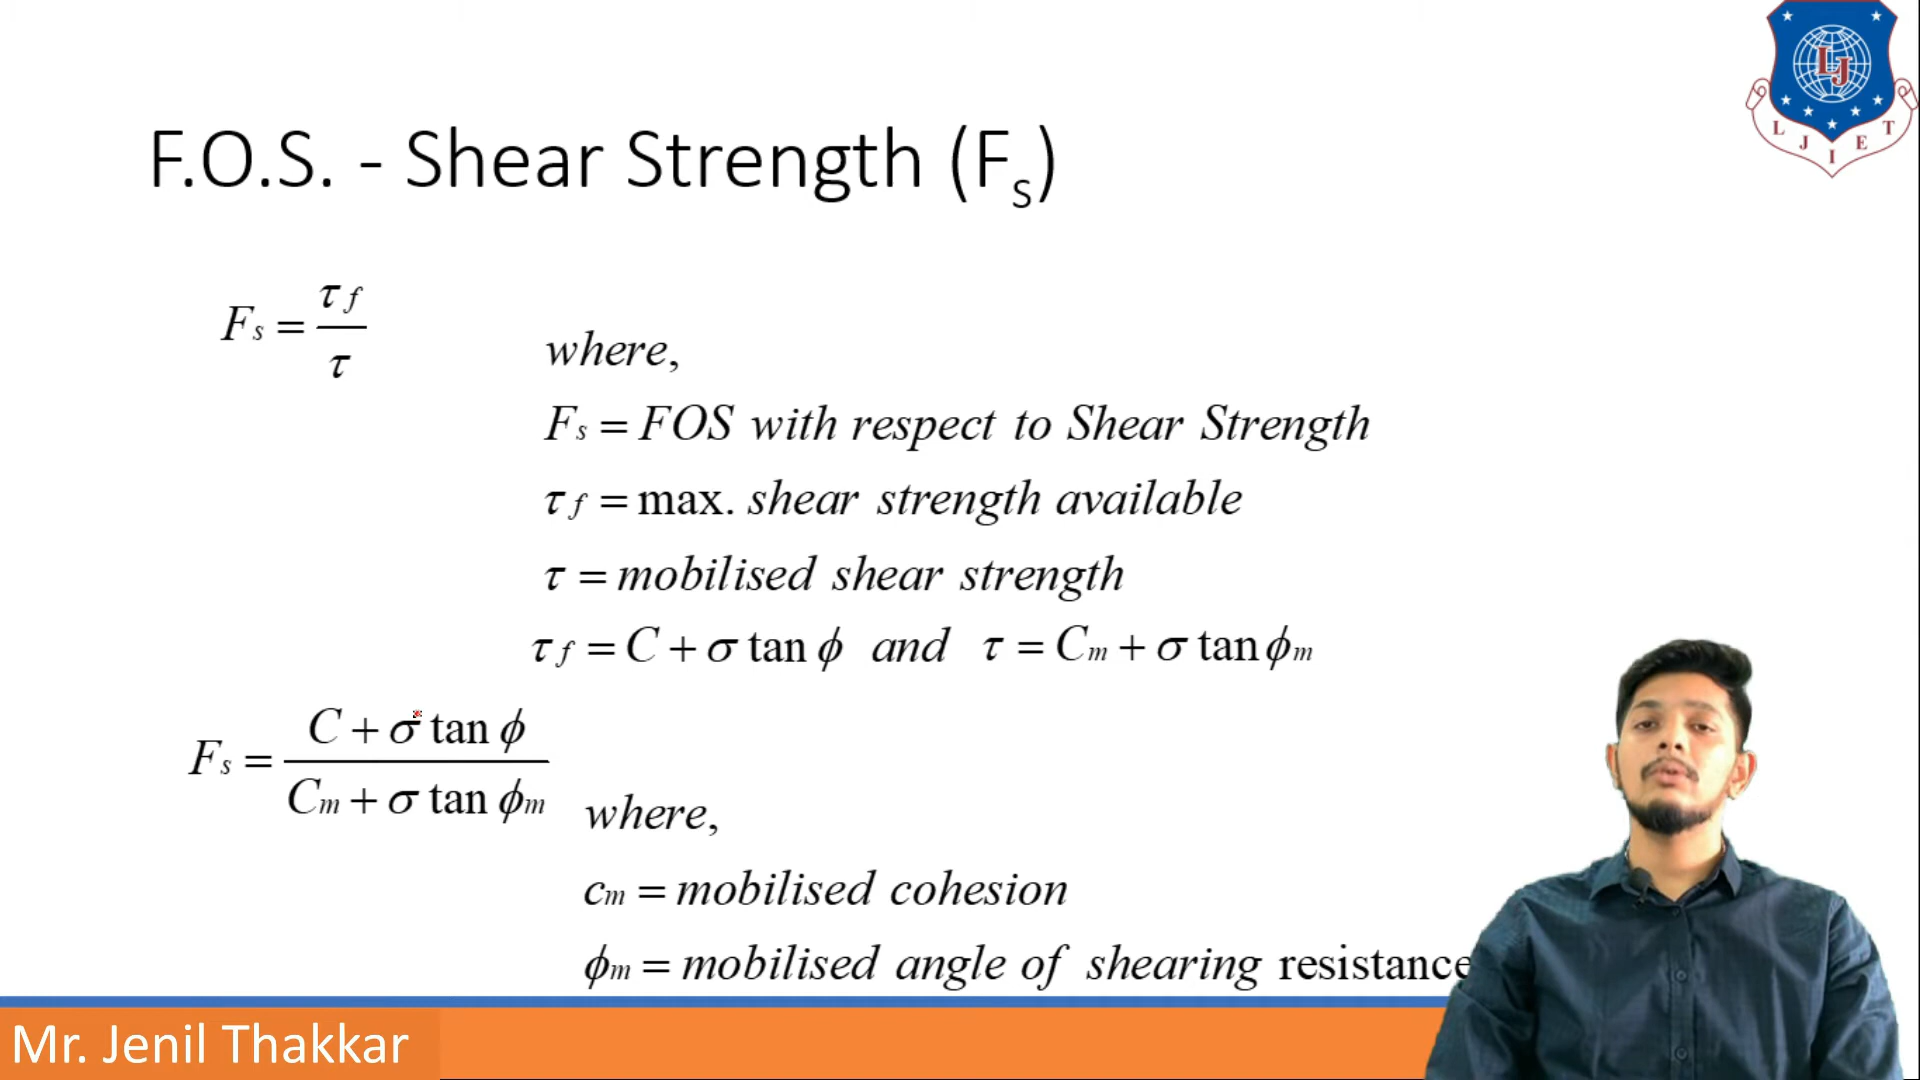 F.O.S. - Shear Strength (Fs)
LJ
L J I E T
Fs = τf / τ
where,
Fs = FOS with respect to Shear Strength
τf = max. shear strength available
τ = mobilised shear strength
τf = C + σ tan ϕ and τ = Cm + σ tan ϕm
Fs = C + σ tan ϕ / Cm + σ tan ϕm
where,
cm = mobilised cohesion
ϕm = mobilised angle of shearing resistance
Mr. Jenil Thakkar